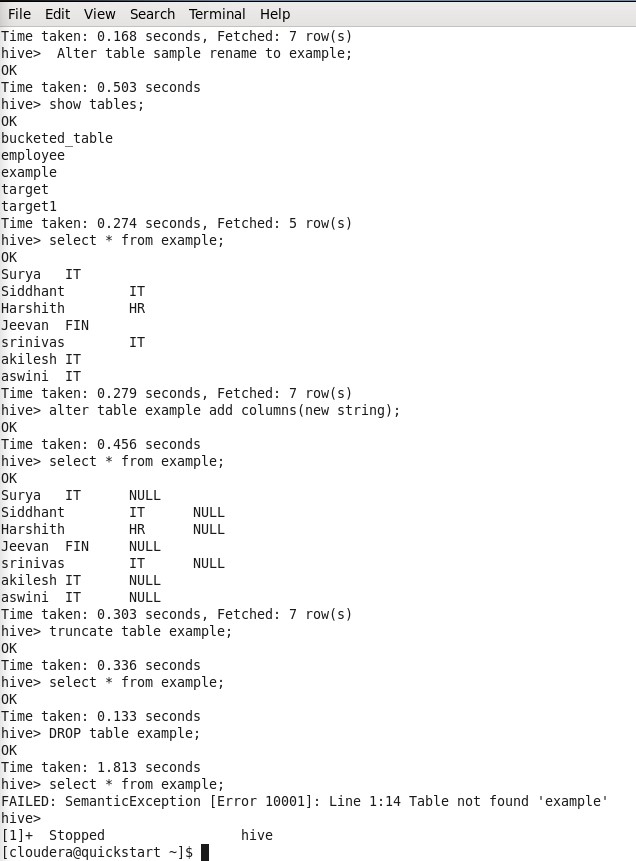 File Edit View Search Terminal Help
Time taken: 0.168 seconds, Fetched: 7 row(s)
hive>  Alter table sample rename to example;
OK
Time taken: 0.503 seconds
hive> show tables;
OK
bucketed_table
employee
example
target
target1
Time taken: 0.274 seconds, Fetched: 5 row(s)
hive> select * from example;
OK
Surya   IT
Siddhant        IT
Harshith        HR
Jeevan  FIN
srinivas        IT
akilesh IT
aswini  IT
Time taken: 0.279 seconds, Fetched: 7 row(s)
hive> alter table example add columns(new string);
OK
Time taken: 0.456 seconds
hive> select * from example;
OK
Surya   IT      NULL
Siddhant        IT      NULL
Harshith        HR      NULL
Jeevan  FIN     NULL
srinivas        IT      NULL
akilesh IT      NULL
aswini  IT      NULL
Time taken: 0.303 seconds, Fetched: 7 row(s)
hive> truncate table example;
OK
Time taken: 0.336 seconds
hive> select * from example;
OK
Time taken: 0.133 seconds
hive> DROP table example;
OK
Time taken: 1.813 seconds
hive> select * from example;
FAILED: SemanticException [Error 10001]: Line 1:14 Table not found 'example'
hive>
[1]+  Stopped                 hive
[cloudera@quickstart ~]$